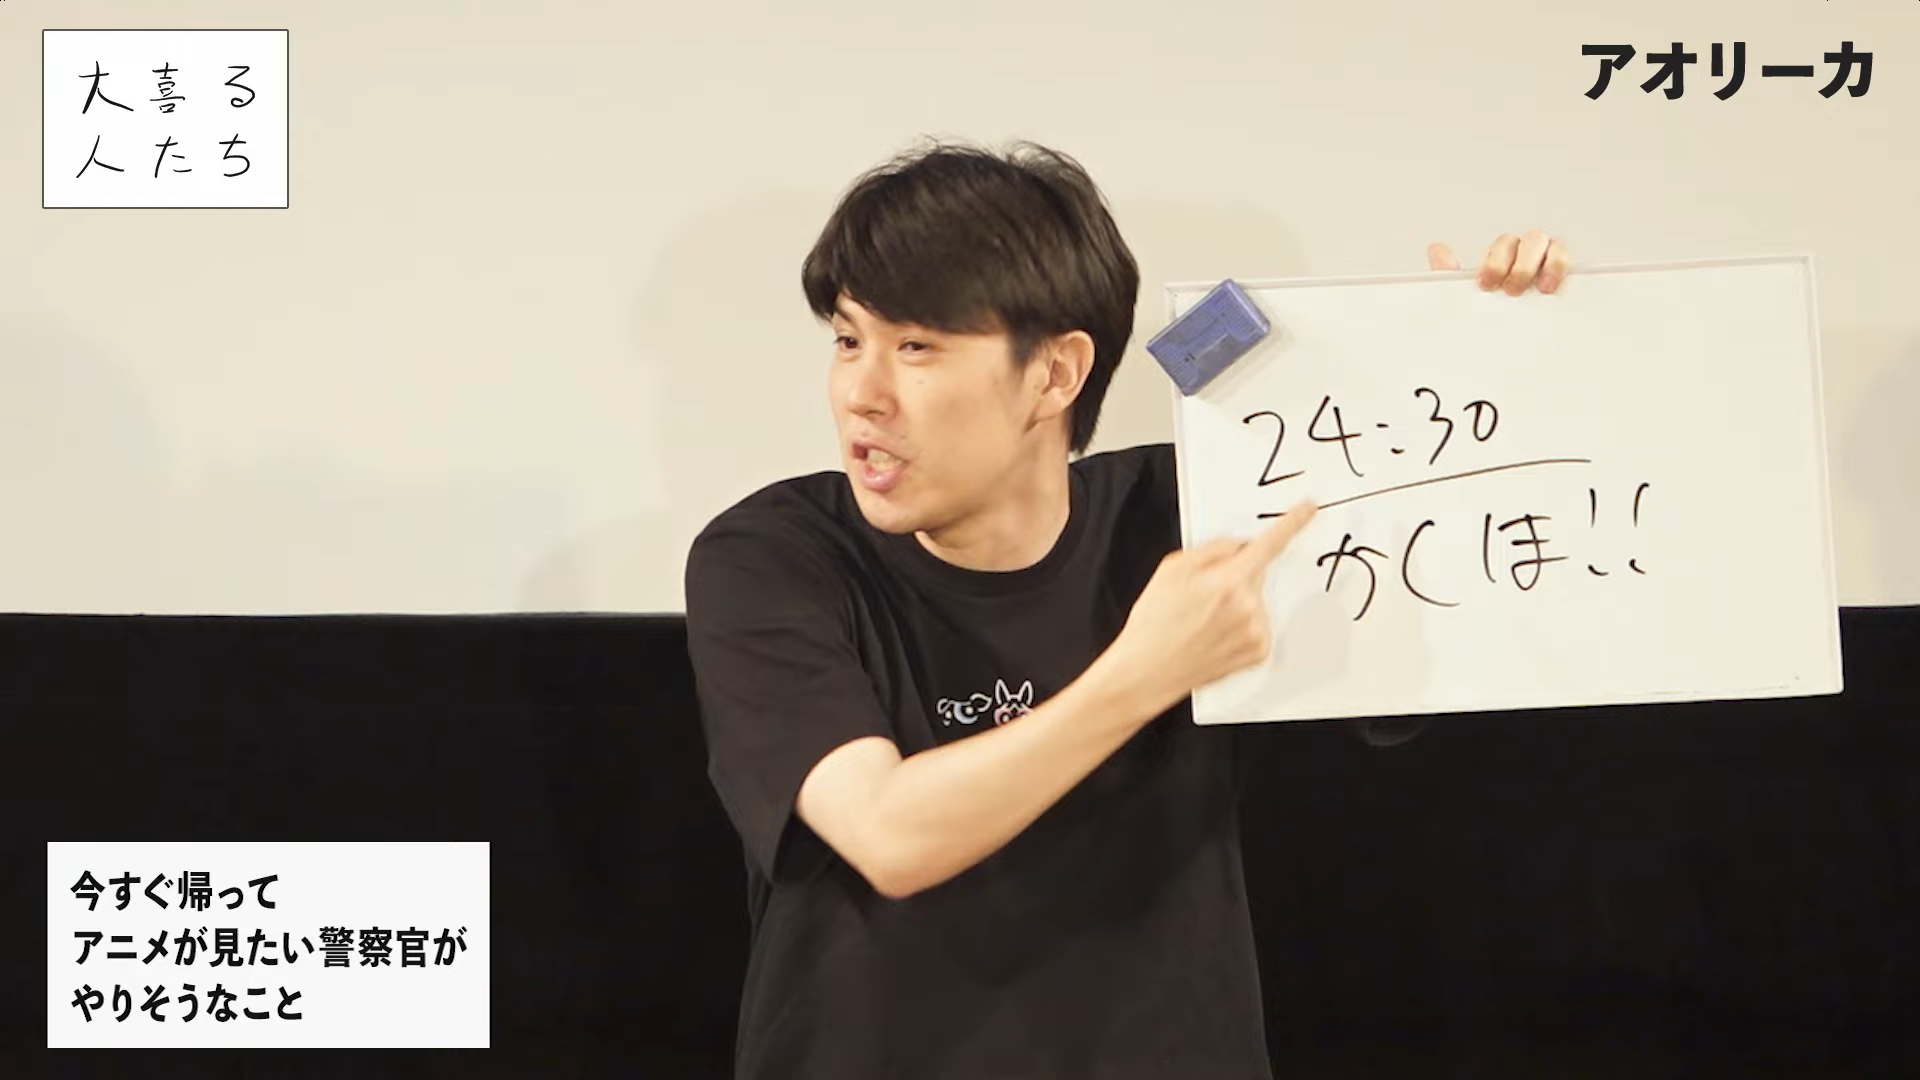 大喜る
人たち
アオリーカ
24:30
かくほ!!
今すぐ帰って
アニメが見たい警察官が
やりそうなこと